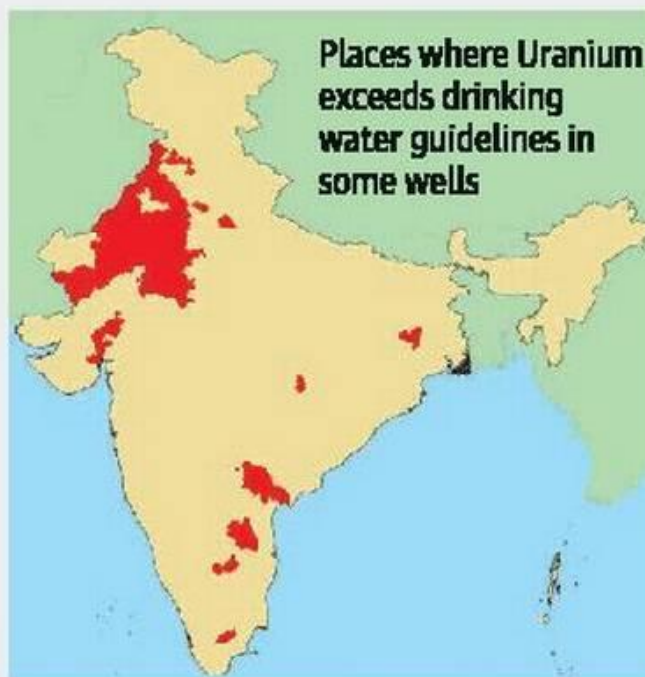 Places where Uranium
exceeds drinking
water guidelines in
some wells